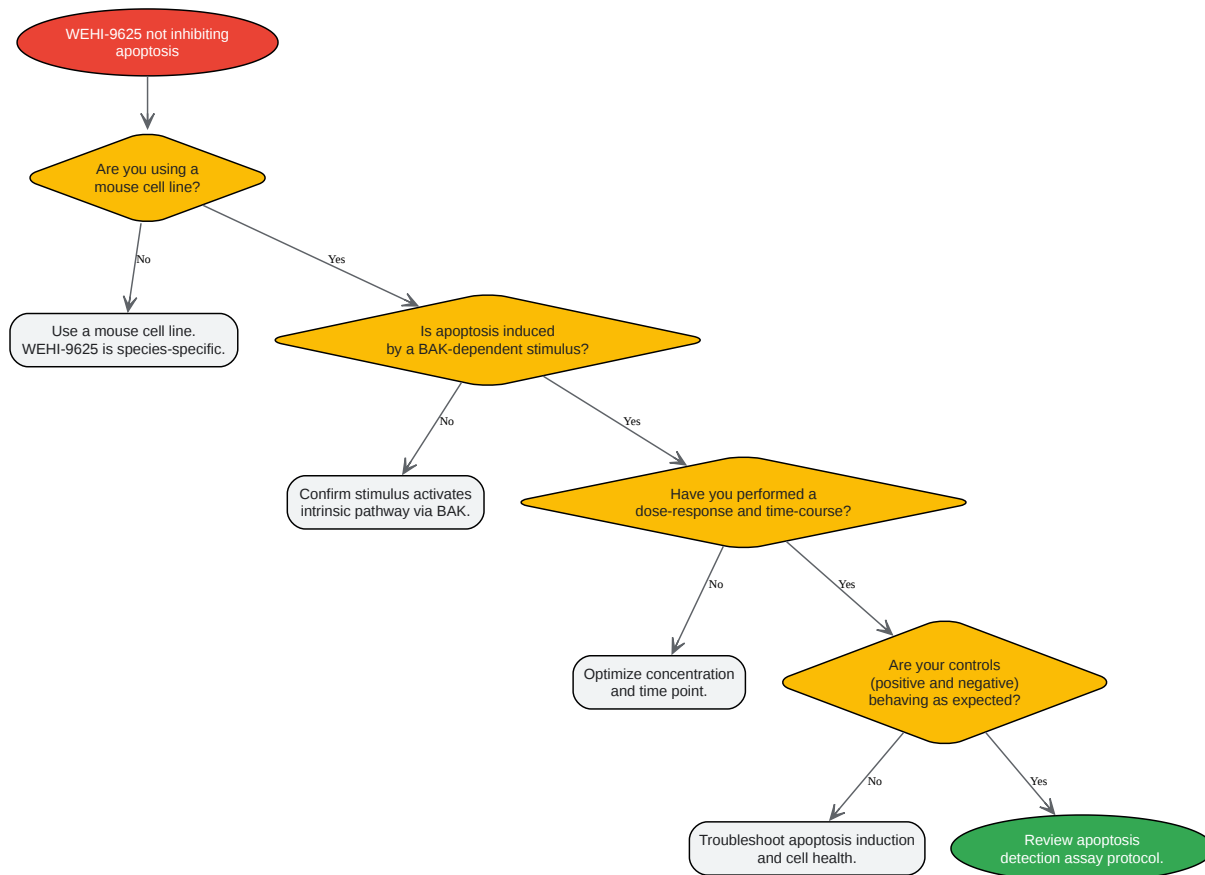 WEHI-9625 not inhibiting
apoptosis
Are you using a
mouse cell line?
No
Yes
Use a mouse cell line.
WEHI-9625 is species-specific.
Is apoptosis induced
by a BAK-dependent stimulus?
No
Yes
Confirm stimulus activates
intrinsic pathway via BAK.
Have you performed a
dose-response and time-course?
No
Yes
Optimize concentration
and time point.
Are your controls
(positive and negative)
behaving as expected?
No
Yes
Troubleshoot apoptosis induction
and cell health.
Review apoptosis
detection assay protocol.